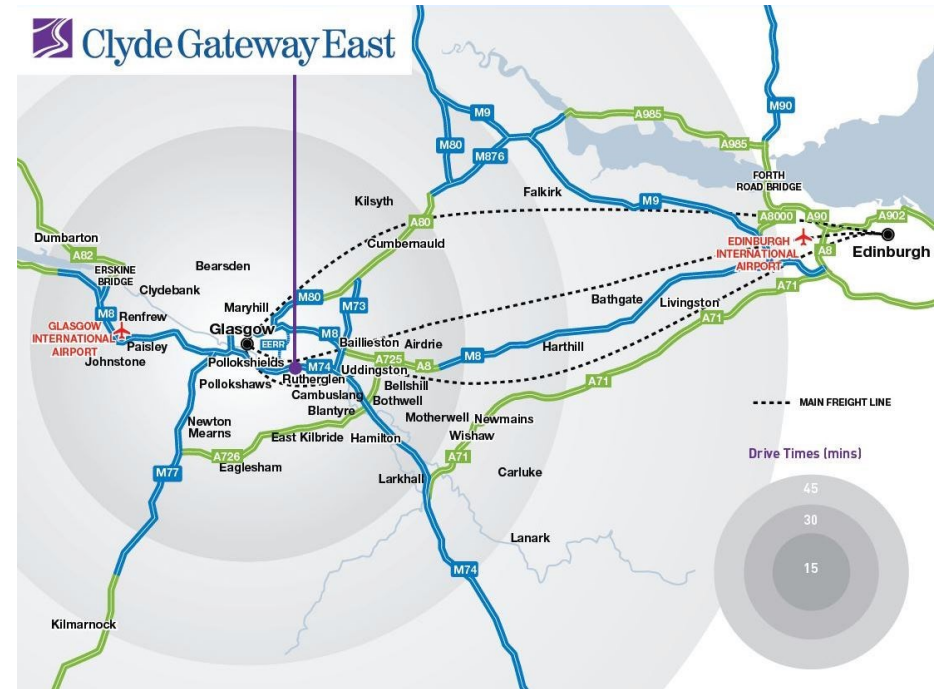 Clyde Gateway East
M9
M90
A985
M80
M876
A985
FORTH
ROAD BRIDGE
Kilsyth
Falkirk
M9
A80
A8000
A90
A902
Dumbarton
Cumbernauld
EDINBURGH
INTERNATIONAL
AIRPORT
A8
Edinburgh
A82
ERSKINE
BRIDGE
Bearsden
Clydebank
M80
M73
Bathgate
Livingston
A71
Maryhill
M8
Renfrew
Glasgow
M8
A71
GLASGOW
INTERNATIONAL
AIRPORT
EERR
Baillieston
Airdrie
Harthill
Paisley
M8
Johnstone
Pollokshields
M74
A725
A8
Uddingston
Pollokshaws
Rutherglen
Bellshill
A71
Cambuslang
Bothwell
Blantyre
MAIN FREIGHT LINE
Newton
Mearns
Motherwell
Newmains
East Kilbride
Hamilton
Wishaw
A726
A71
Drive Times (mins)
Eaglesham
M77
Larkhall
Carluke
45
30
Lanark
15
M74
Kilmarnock